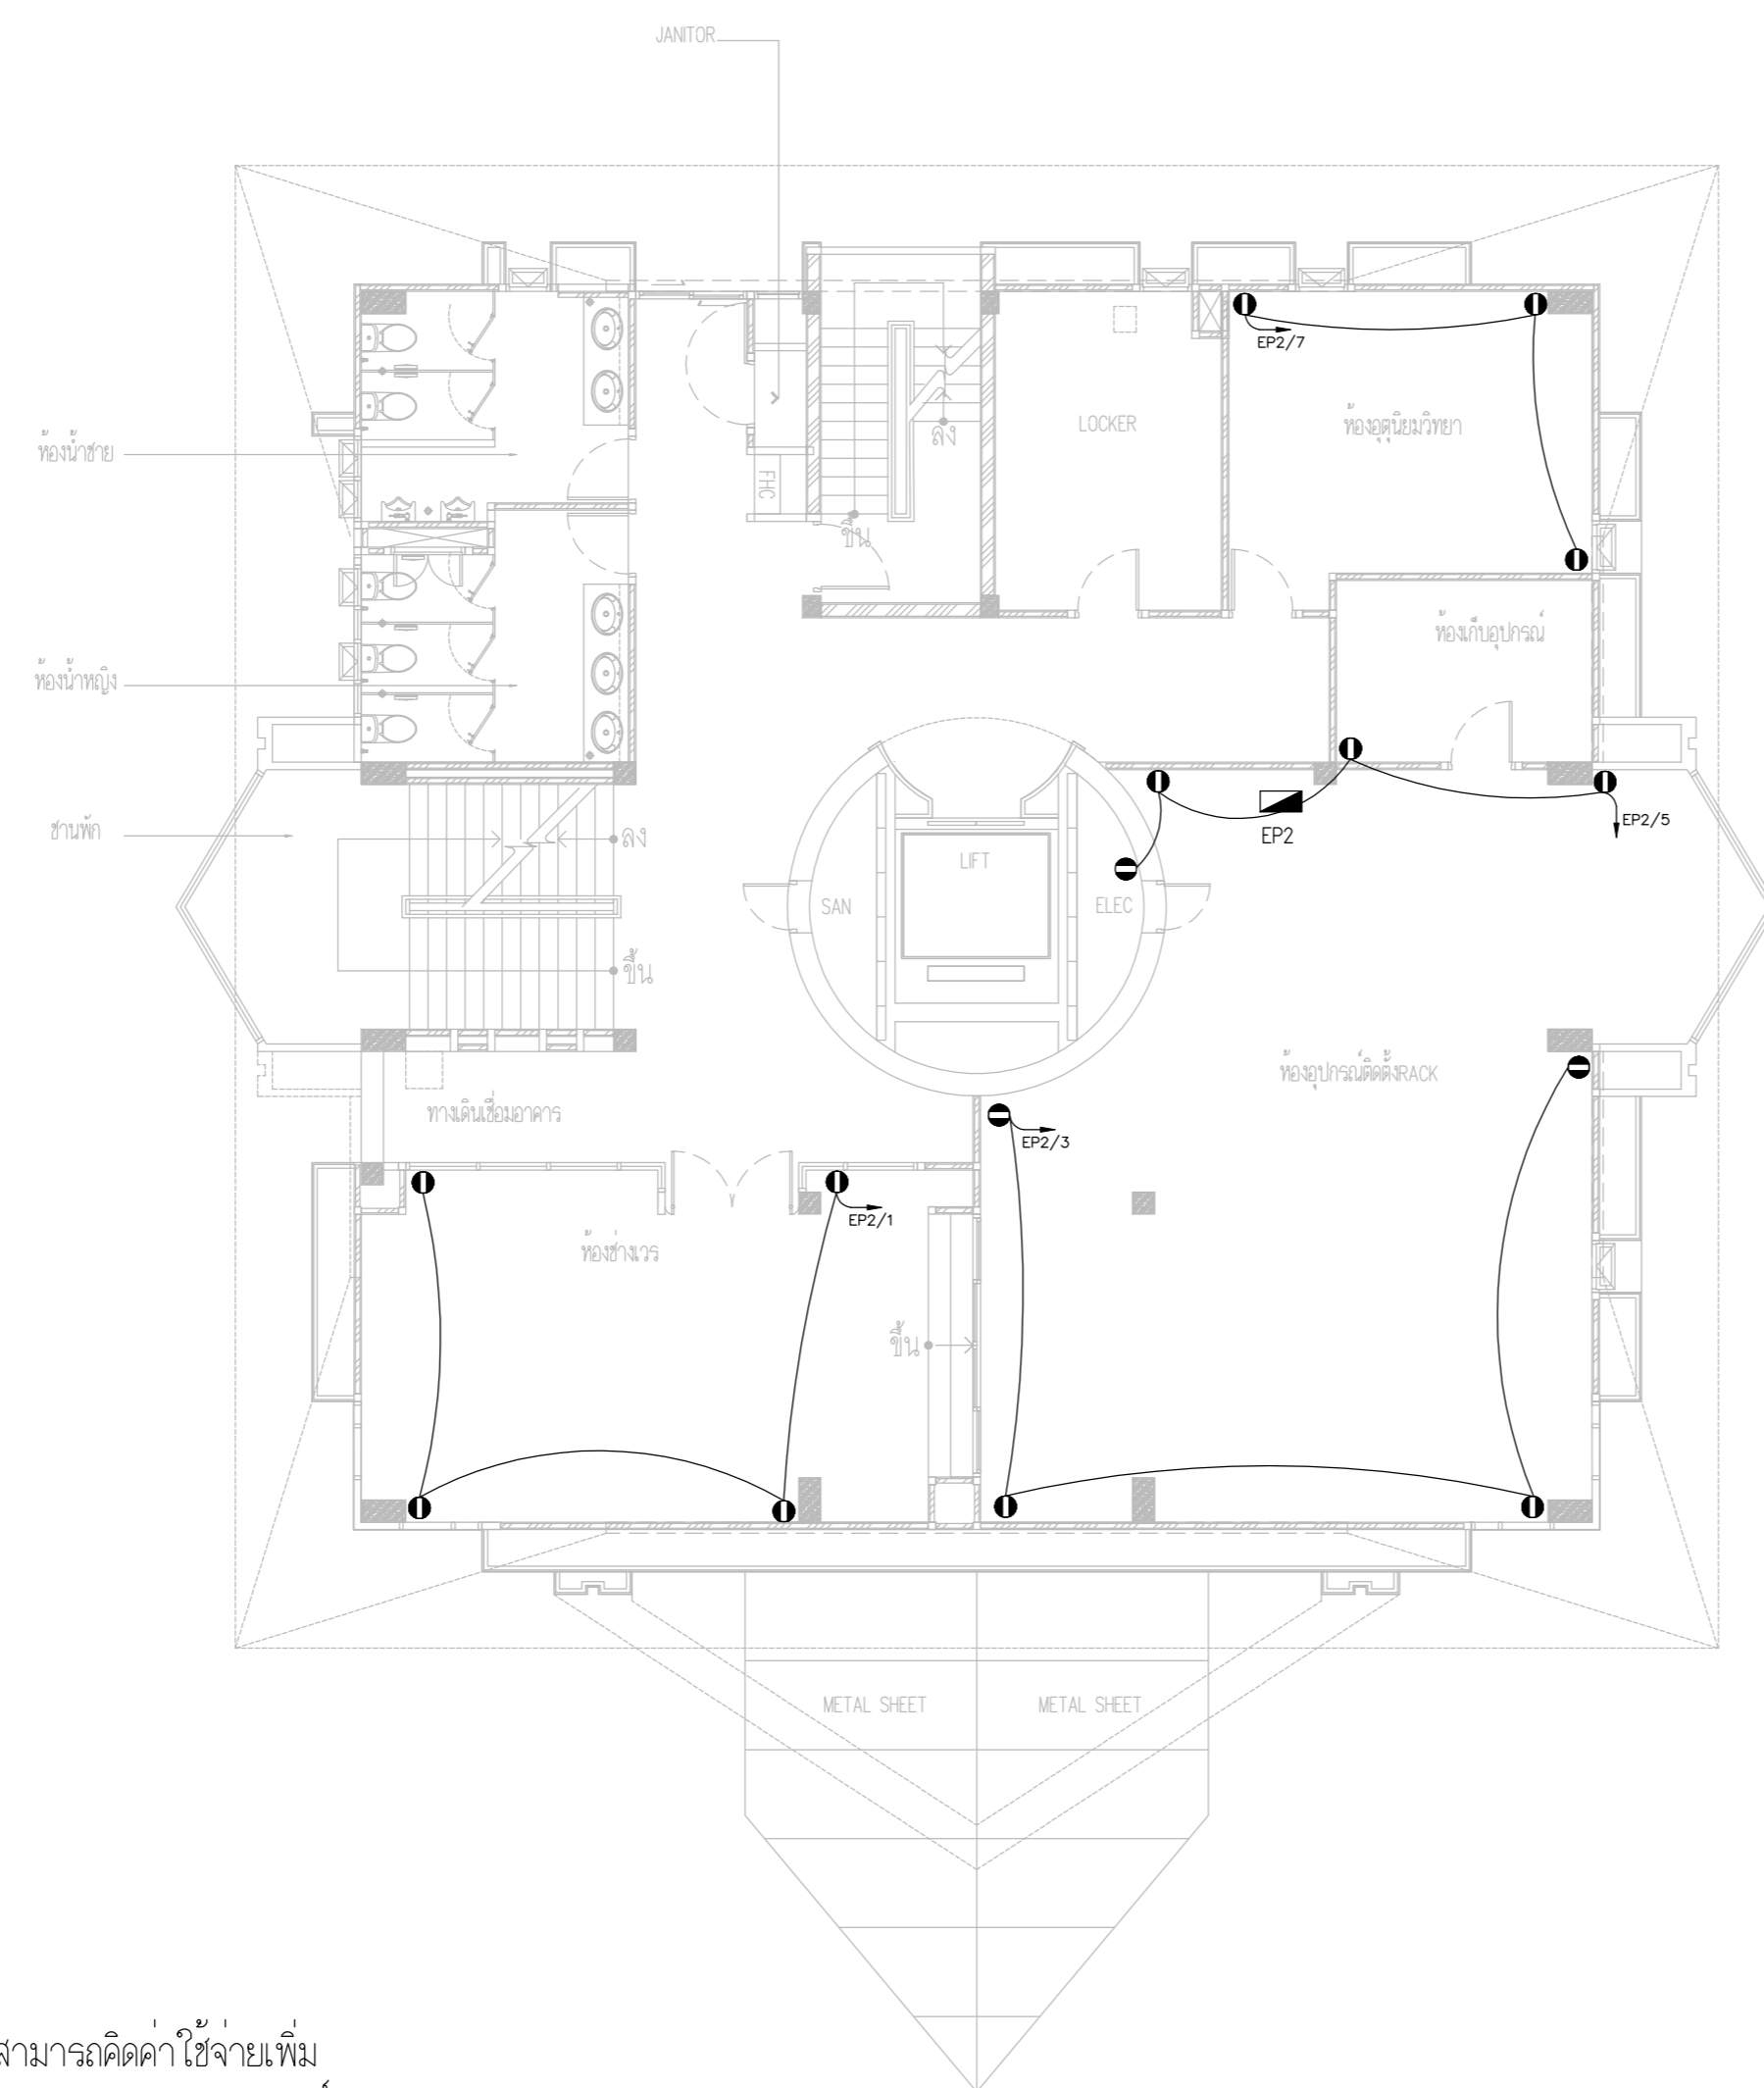 JANITOR
EP2/7
ห้องน้ำชาย
LOCKER
ห้องอุตุนิยมวิทยา
ลง
FHC
ขึ้น
ห้องเก็บอุปกรณ์
ห้องน้ำหญิง
ชานพัก
ลง
EP2
EP2/5
LIFT
SAN
ELEC
ขึ้น
ห้องอุปกรณ์ติดตั้งRACK
ทางเดินเชื่อมอาคาร
EP2/3
EP2/1
ห้องช่างเวร
ขึ้น
METAL SHEET
METAL SHEET
สามารถคิดค่าใช้จ่ายเพิ่ม